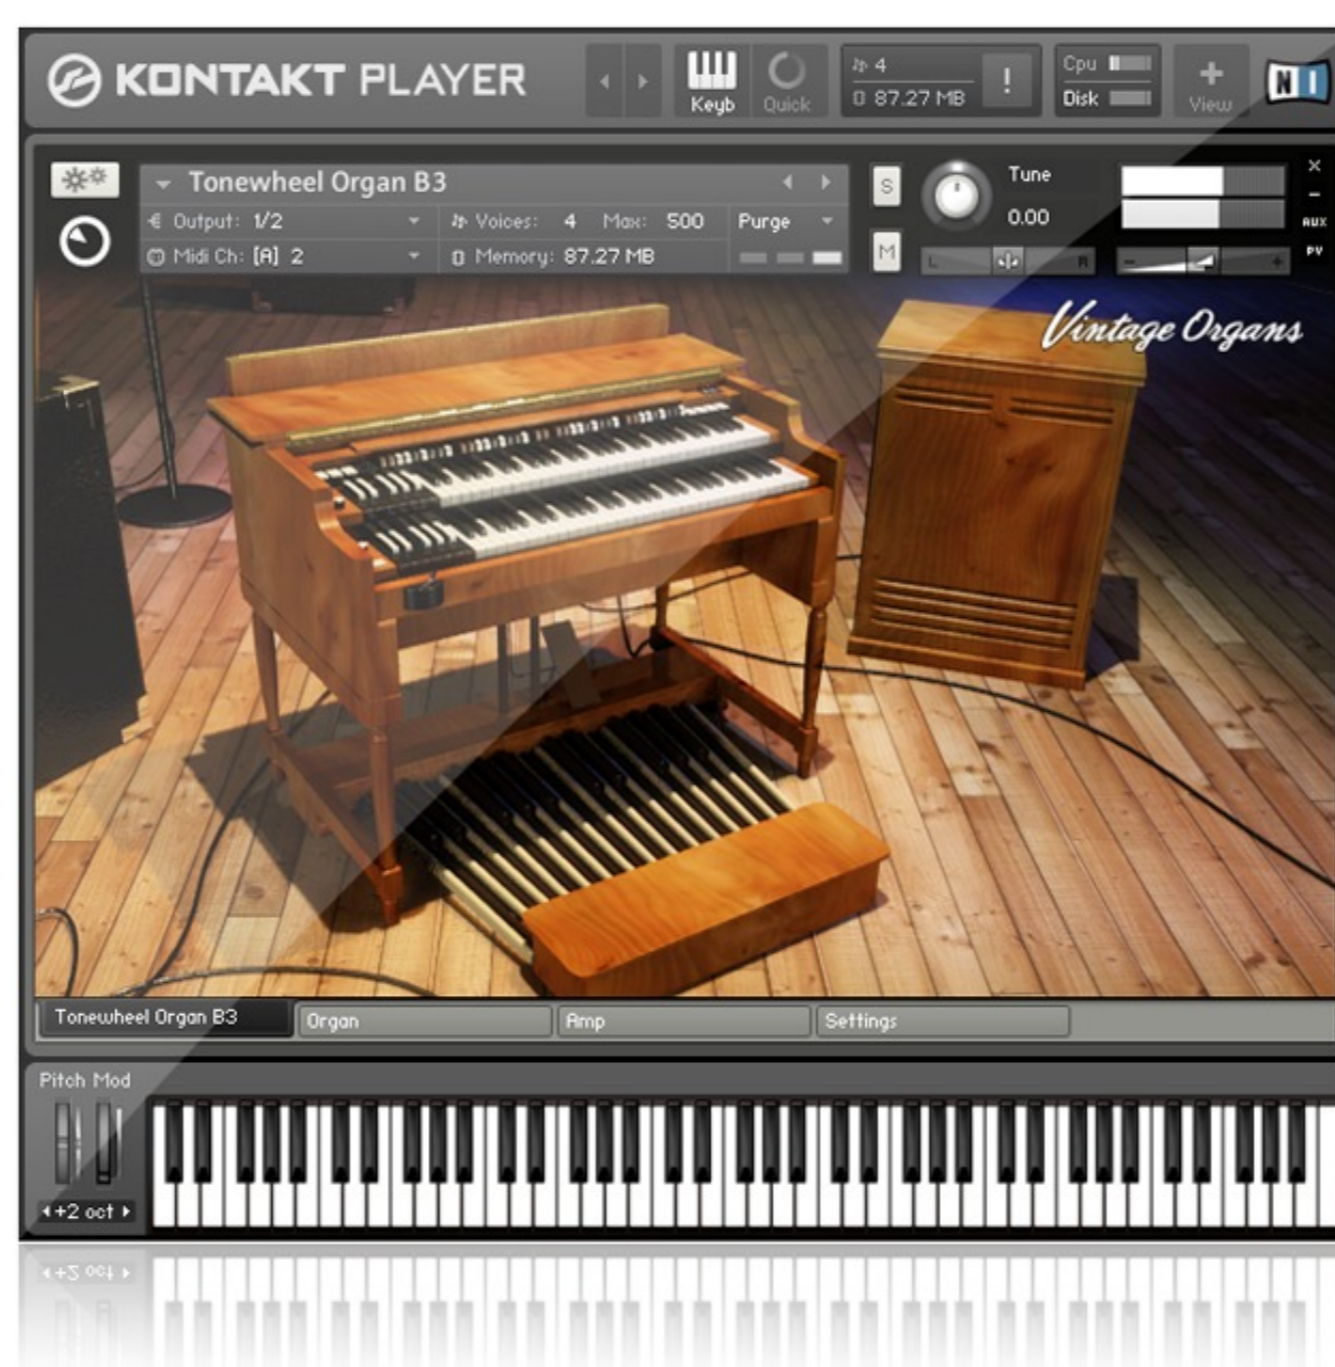 KONTAKT PLAYER
Keyb
Quick
4
87.27 MB
!
Cpu
Disk
+
View
NI
Tonewheel Organ B3
Output: 1/2
Voices: 4 Max: 500
Purge
Midi Ch: [A] 2
Memory: 87.27 MB
S
M
Tune
0.00
L
R
-
+
×
-
AUX
PV
Vintage Organs
Tonewheel Organ B3
Organ
Amp
Settings
Pitch Mod
+2 oct